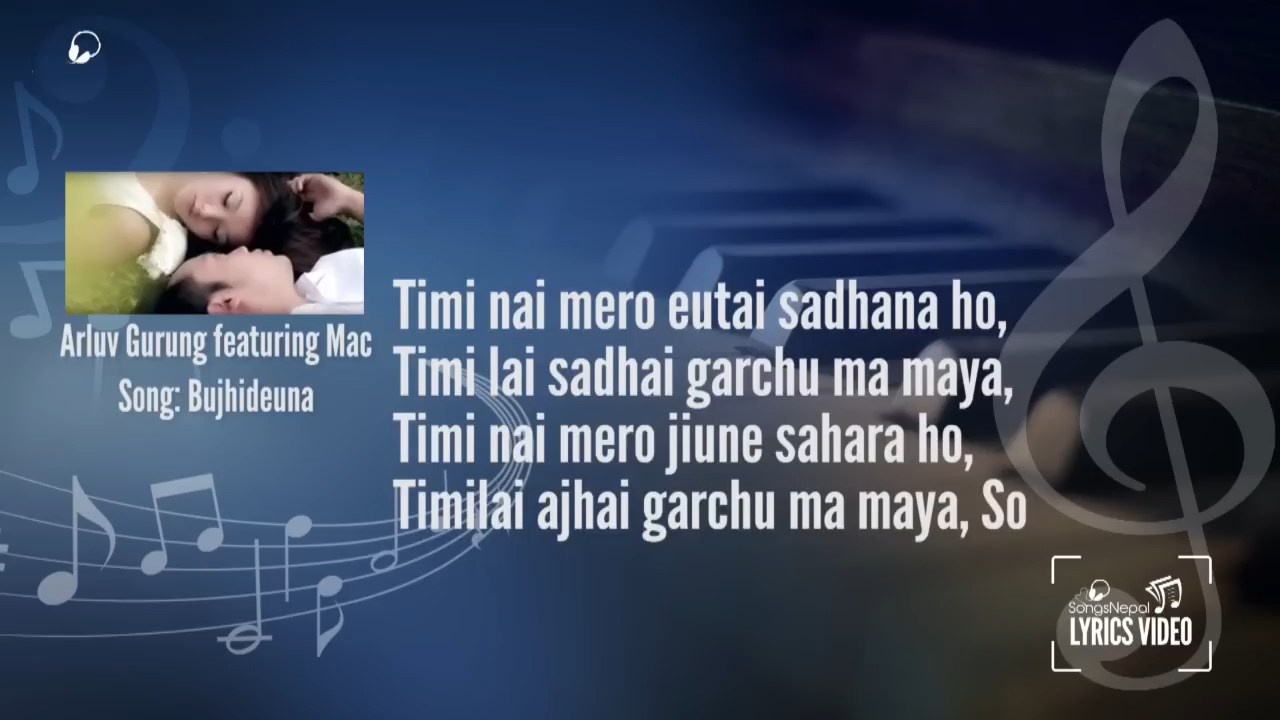 Arluv Gurung featuring Mac
Song: Bujhideuna
Timi nai mero eutai sadhana ho,
Timi lai sadhai garchu ma maya,
Timi nai mero jiune sahara ho,
Timilai ajhai garchu ma maya, So
SongsNepal
LYRICS VIDEO